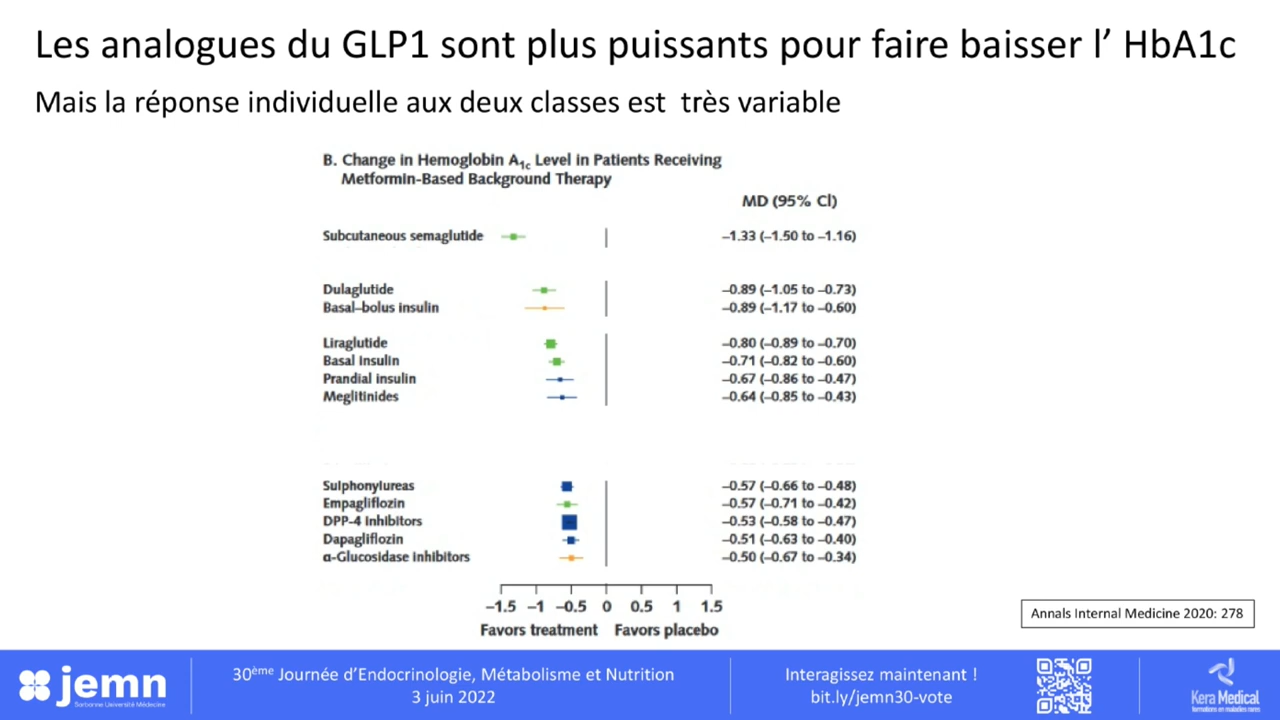 Les analogues du GLP1 sont plus puissants pour faire baisser l’ HbA1c
Mais la réponse individuelle aux deux classes est très variable
B. Change in Hemoglobin A1c Level in Patients Receiving
Metformin-Based Background Therapy
MD (95% CI)
Subcutaneous semaglutide –1.33 (–1.50 to –1.16)
Dulaglutide –0.89 (–1.05 to –0.73)
Basal–bolus insulin –0.89 (–1.17 to –0.60)
Liraglutide –0.80 (–0.89 to –0.70)
Basal insulin –0.71 (–0.82 to –0.60)
Prandial insulin –0.67 (–0.86 to –0.47)
Meglitinides –0.64 (–0.85 to –0.43)
Sulphonylureas –0.57 (–0.66 to –0.48)
Empagliflozin –0.57 (–0.71 to –0.42)
DPP-4 inhibitors –0.53 (–0.58 to –0.47)
Dapagliflozin –0.51 (–0.63 to –0.40)
α-Glucosidase inhibitors –0.50 (–0.67 to –0.34)
–1.5 –1 –0.5 0 0.5 1 1.5
Favors treatment Favors placebo
Annals Internal Medicine 2020: 278
jemn
Sorbonne Université Médecine
30ème Journée d’Endocrinologie, Métabolisme et Nutrition
3 juin 2022
Interagissez maintenant !
bit.ly/jemn30-vote
Kera Medical
formations en maladies rares